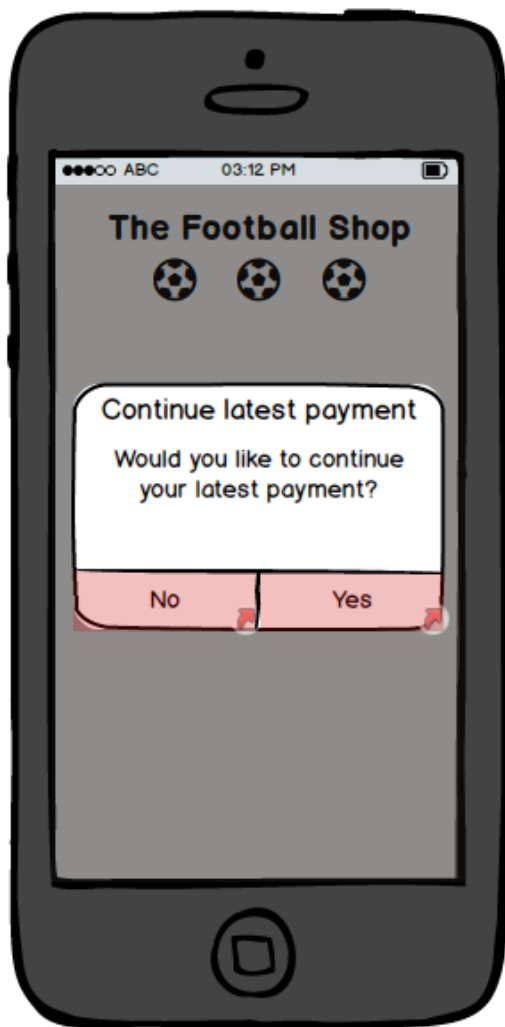 ABC 03:12 PM
The Football Shop
Continue latest payment
Would you like to continue
your latest payment?
No Yes